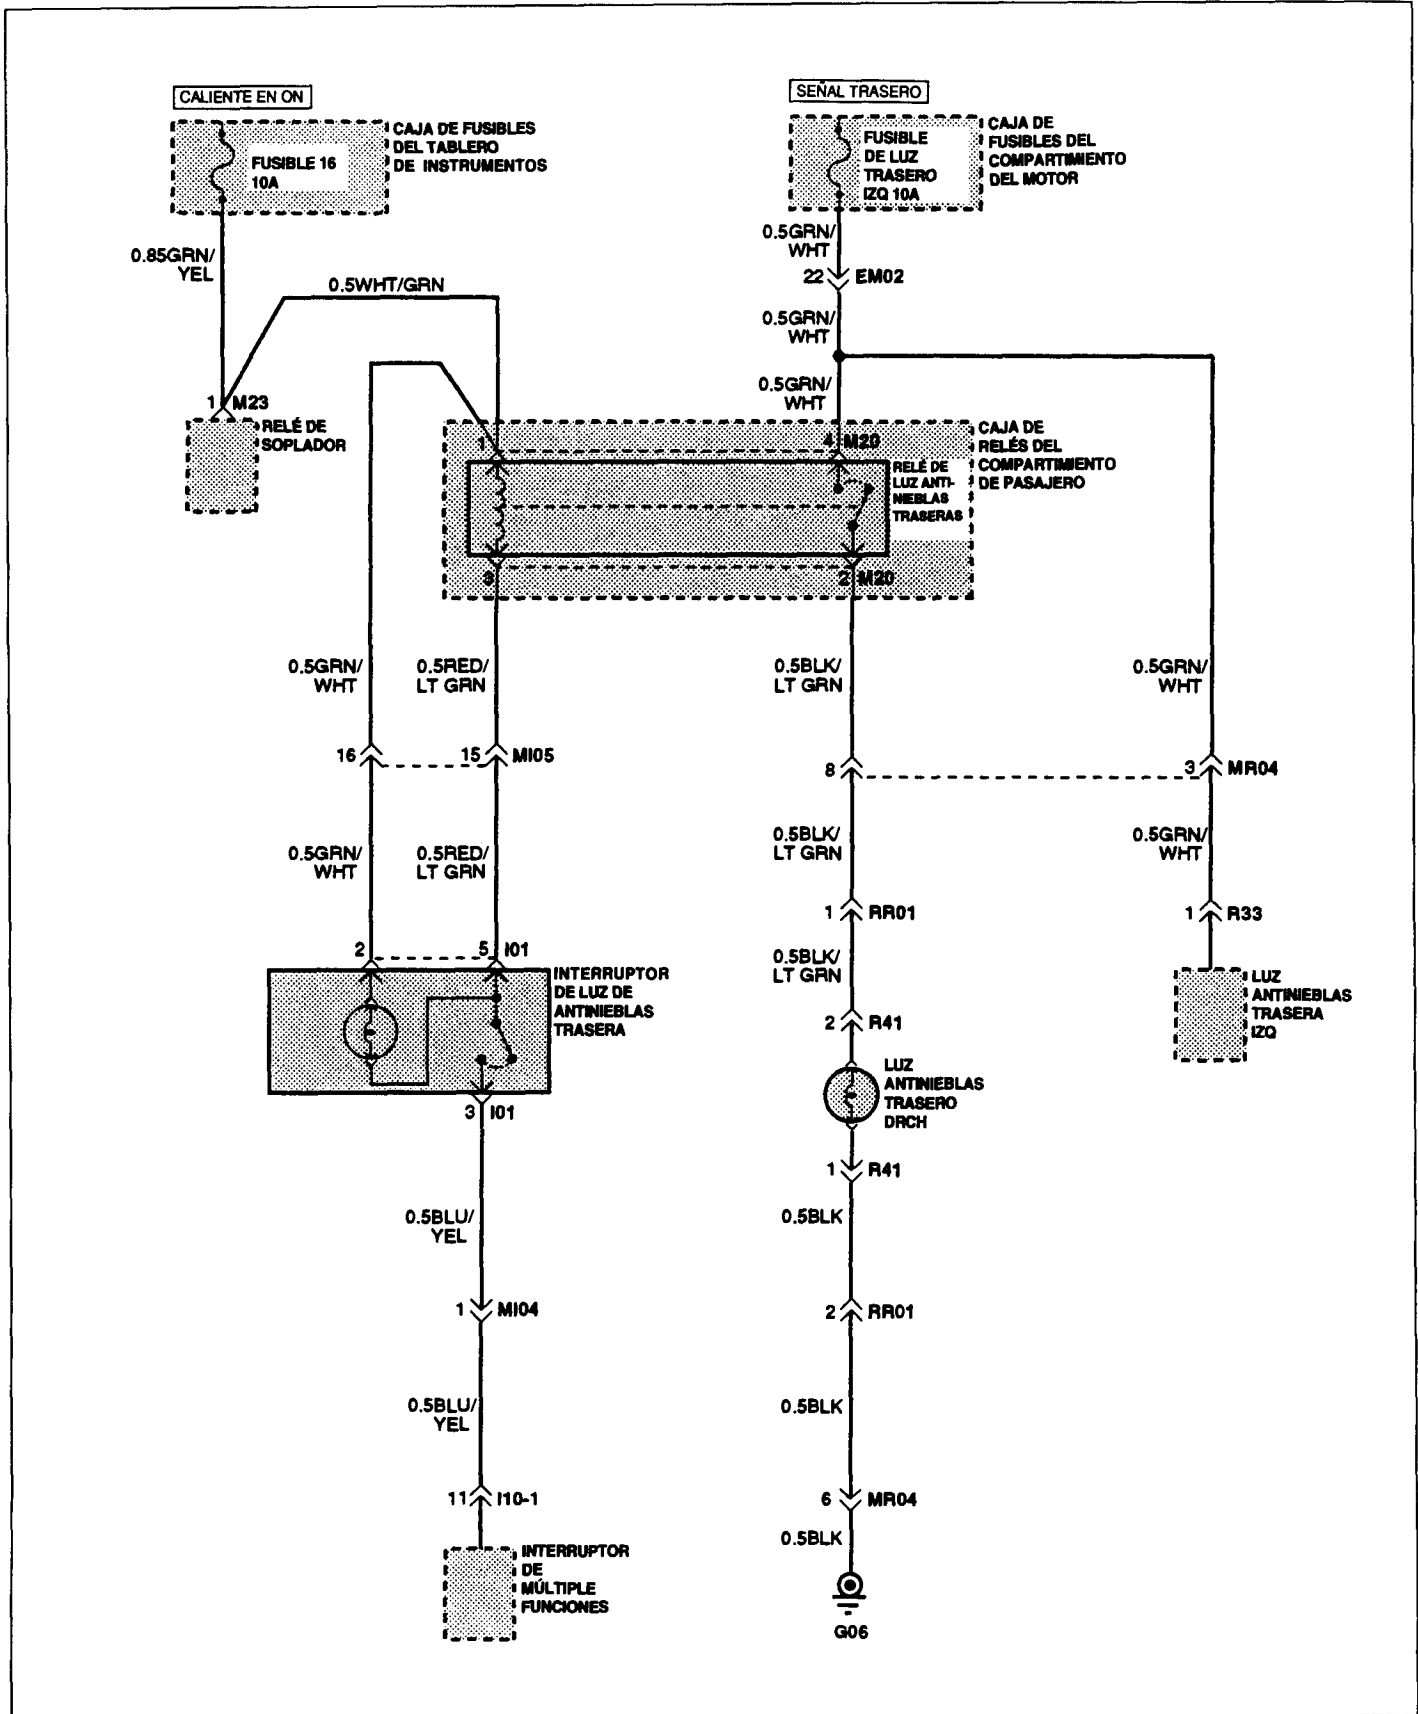 CALIENTE EN ON
SEÑAL TRASERO
CAJA DE FUSIBLES
DEL TABLERO
DE INSTRUMENTOS
FUSIBLE 16
10A
FUSIBLE
DE LUZ
TRASERO
IZQ 10A
CAJA DE
FUSIBLES DEL
COMPARTIMIENTO
DEL MOTOR
0.85GRN/
YEL
0.5WHT/GRN
0.5GRN/
WHT
22 EM02
0.5GRN/
WHT
0.5GRN/
WHT
1 M23
RELÉ DE
SOPLADOR
1
4 M20
CAJA DE
RELÉS DEL
COMPARTIMIENTO
DE PASAJERO
RELÉ DE
LUZ ANTI-
NIEBLAS
TRASERAS
3
2 M20
0.5GRN/
WHT
0.5RED/
LT GRN
0.5BLK/
LT GRN
0.5GRN/
WHT
16
15 MI05
8
3 MR04
0.5GRN/
WHT
0.5RED/
LT GRN
0.5BLK/
LT GRN
0.5GRN/
WHT
1 RR01
1 R33
2
5 I01
0.5BLK/
LT GRN
INTERRUPTOR
DE LUZ DE
ANTINIEBLAS
TRASERA
LUZ
ANTINIEBLAS
TRASERA
IZQ
2 R41
LUZ
ANTINIEBLAS
TRASERO
DRCH
3 I01
1 R41
0.5BLU/
YEL
0.5BLK
1 MI04
2 RR01
0.5BLU/
YEL
0.5BLK
11 I10-1
6 MR04
0.5BLK
INTERRUPTOR
DE
MÚLTIPLE
FUNCIONES
G06